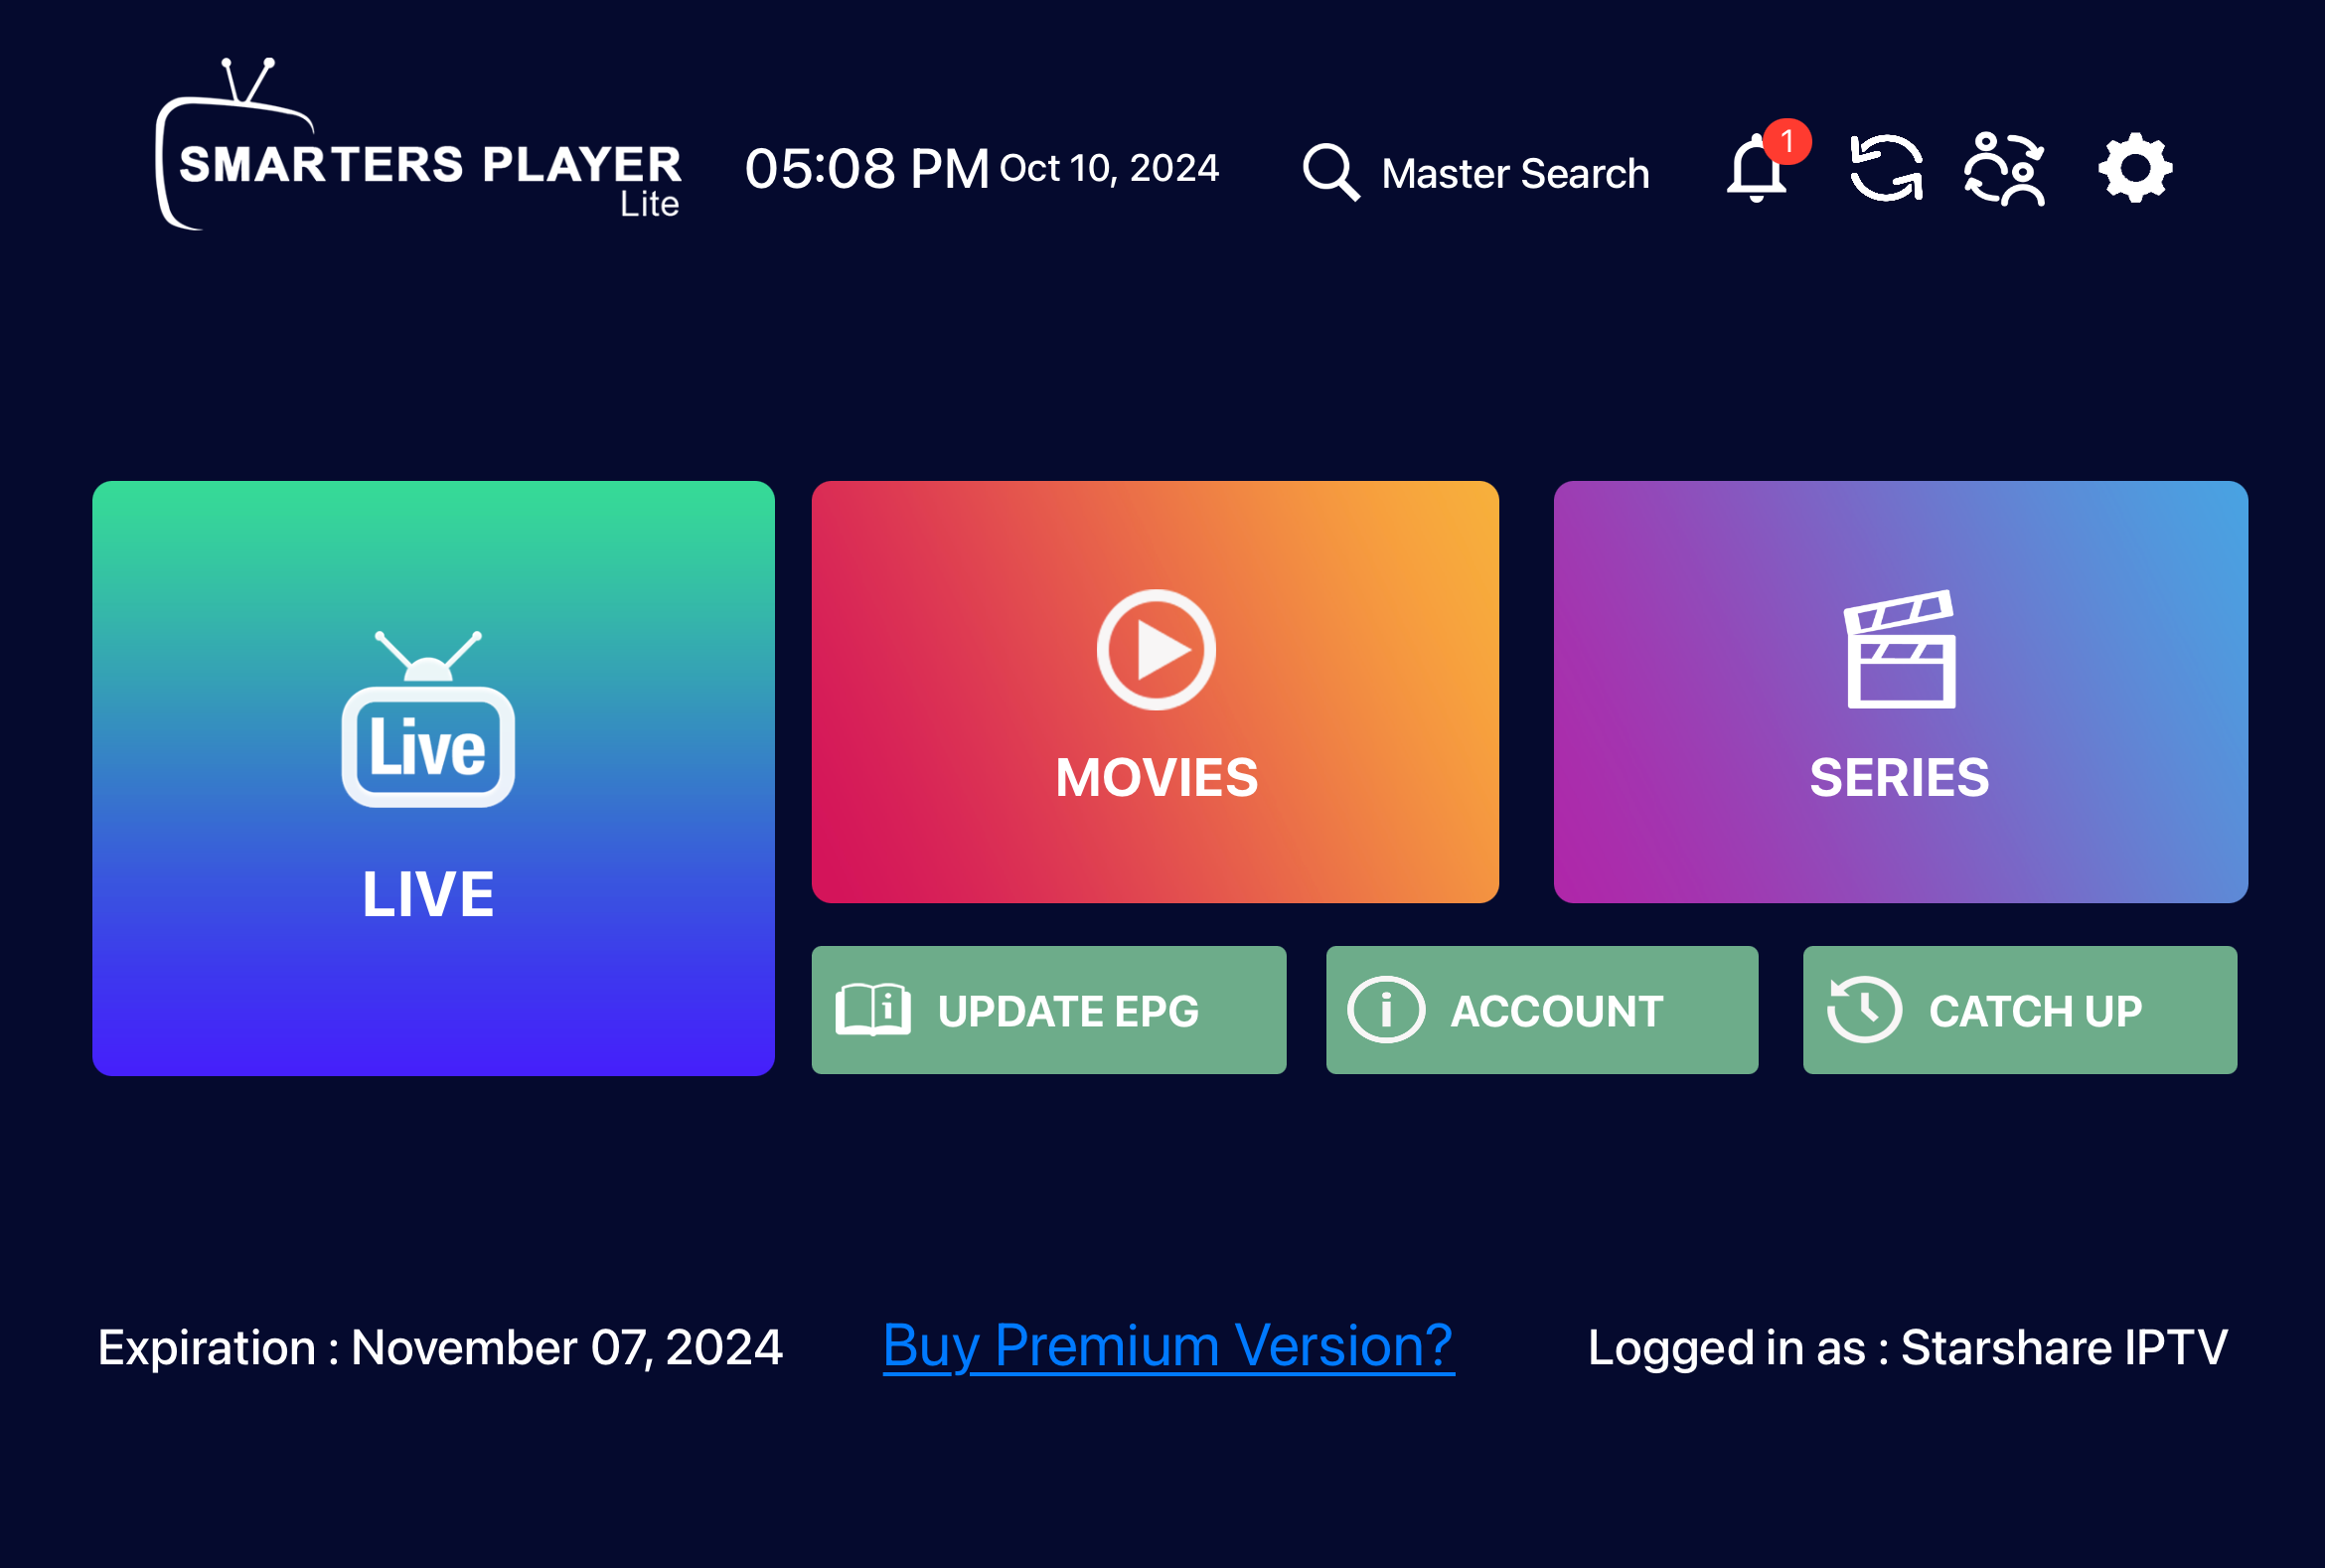 SMARTERS PLAYER
Lite
05:08 PM Oct 10, 2024
Master Search
1
Live
LIVE
MOVIES
SERIES
UPDATE EPG
ACCOUNT
CATCH UP
Expiration : November 07, 2024
Buy Premium Version?
Logged in as : Starshare IPTV